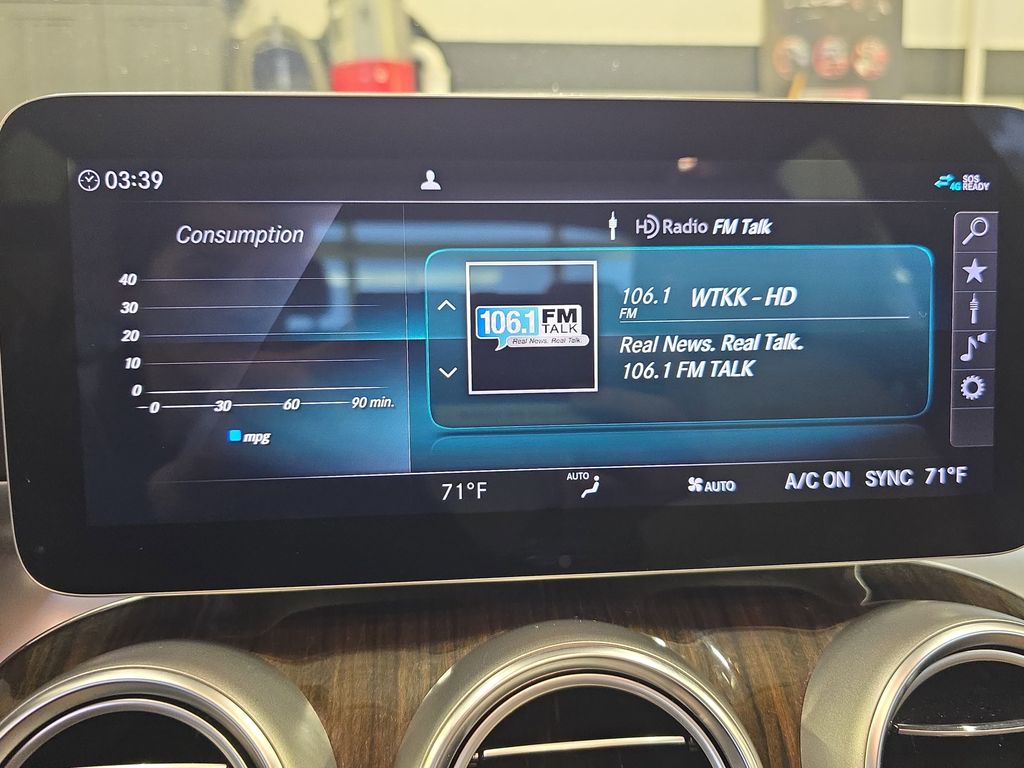 03:39
4G SOS READY
Consumption
HD Radio FM Talk
40
30
20
10
0
0 30 60 90 min.
mpg
106.1 FM TALK
Real News. Real Talk.
106.1 WTKK - HD
FM
Real News. Real Talk.
106.1 FM TALK
71°F AUTO AUTO A/C ON SYNC 71°F